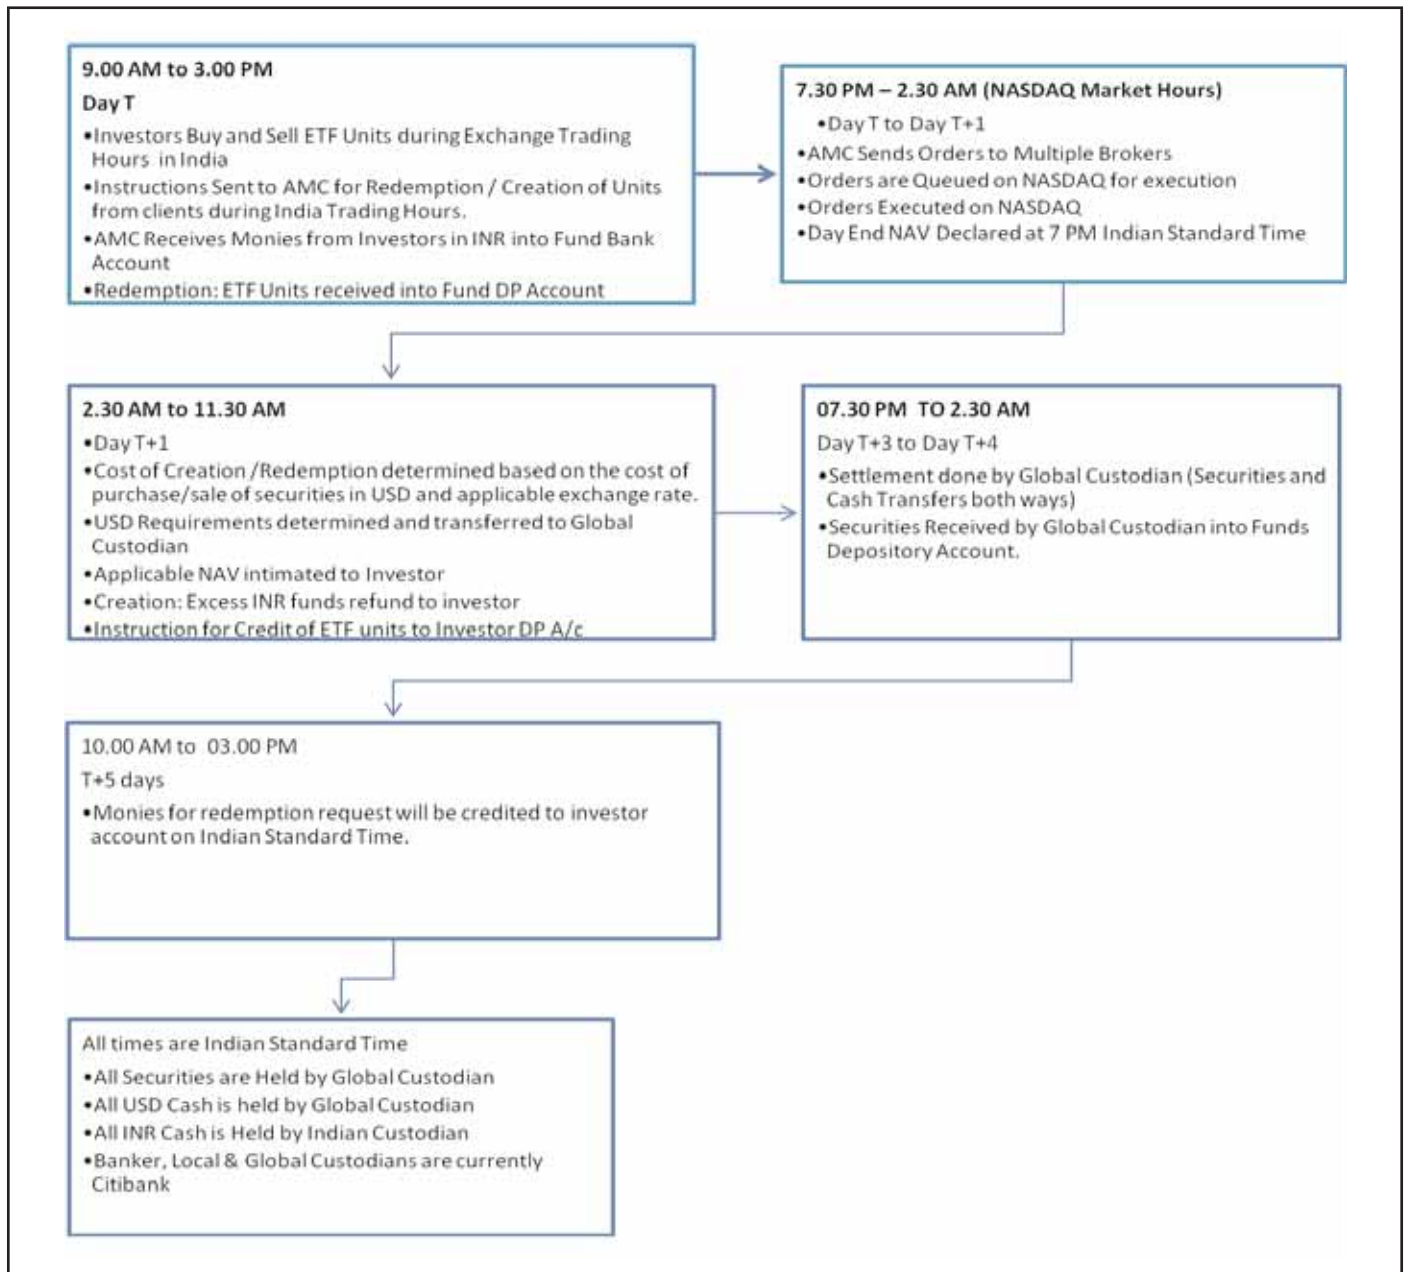 9.00 AM to 3.00 PM
Day T
•Investors Buy and Sell ETF Units during Exchange Trading
Hours in India
•Instructions Sent to AMC for Redemption / Creation of Units
from clients during India Trading Hours.
•AMC Receives Monies from Investors in INR into Fund Bank
Account
•Redemption: ETF Units received into Fund DP Account
7.30 PM – 2.30 AM (NASDAQ Market Hours)
•Day T to Day T+1
•AMC Sends Orders to Multiple Brokers
•Orders are Queued on NASDAQ for execution
•Orders Executed on NASDAQ
•Day End NAV Declared at 7 PM Indian Standard Time
2.30 AM to 11.30 AM
•Day T+1
•Cost of Creation /Redemption determined based on the cost of
purchase/sale of securities in USD and applicable exchange rate.
•USD Requirements determined and transferred to Global
Custodian
•Applicable NAV intimated to Investor
•Creation: Excess INR funds refund to investor
•Instruction for Credit of ETF units to Investor DP A/c
07.30 PM TO 2.30 AM
Day T+3 to Day T+4
•Settlement done by Global Custodian (Securities and
Cash Transfers both ways)
•Securities Received by Global Custodian into Funds
Depository Account.
10.00 AM to 03.00 PM
T+5 days
•Monies for redemption request will be credited to investor
account on Indian Standard Time.
All times are Indian Standard Time
•All Securities are Held by Global Custodian
•All USD Cash is held by Global Custodian
•All INR Cash is Held by Indian Custodian
•Banker, Local & Global Custodians are currently
Citibank